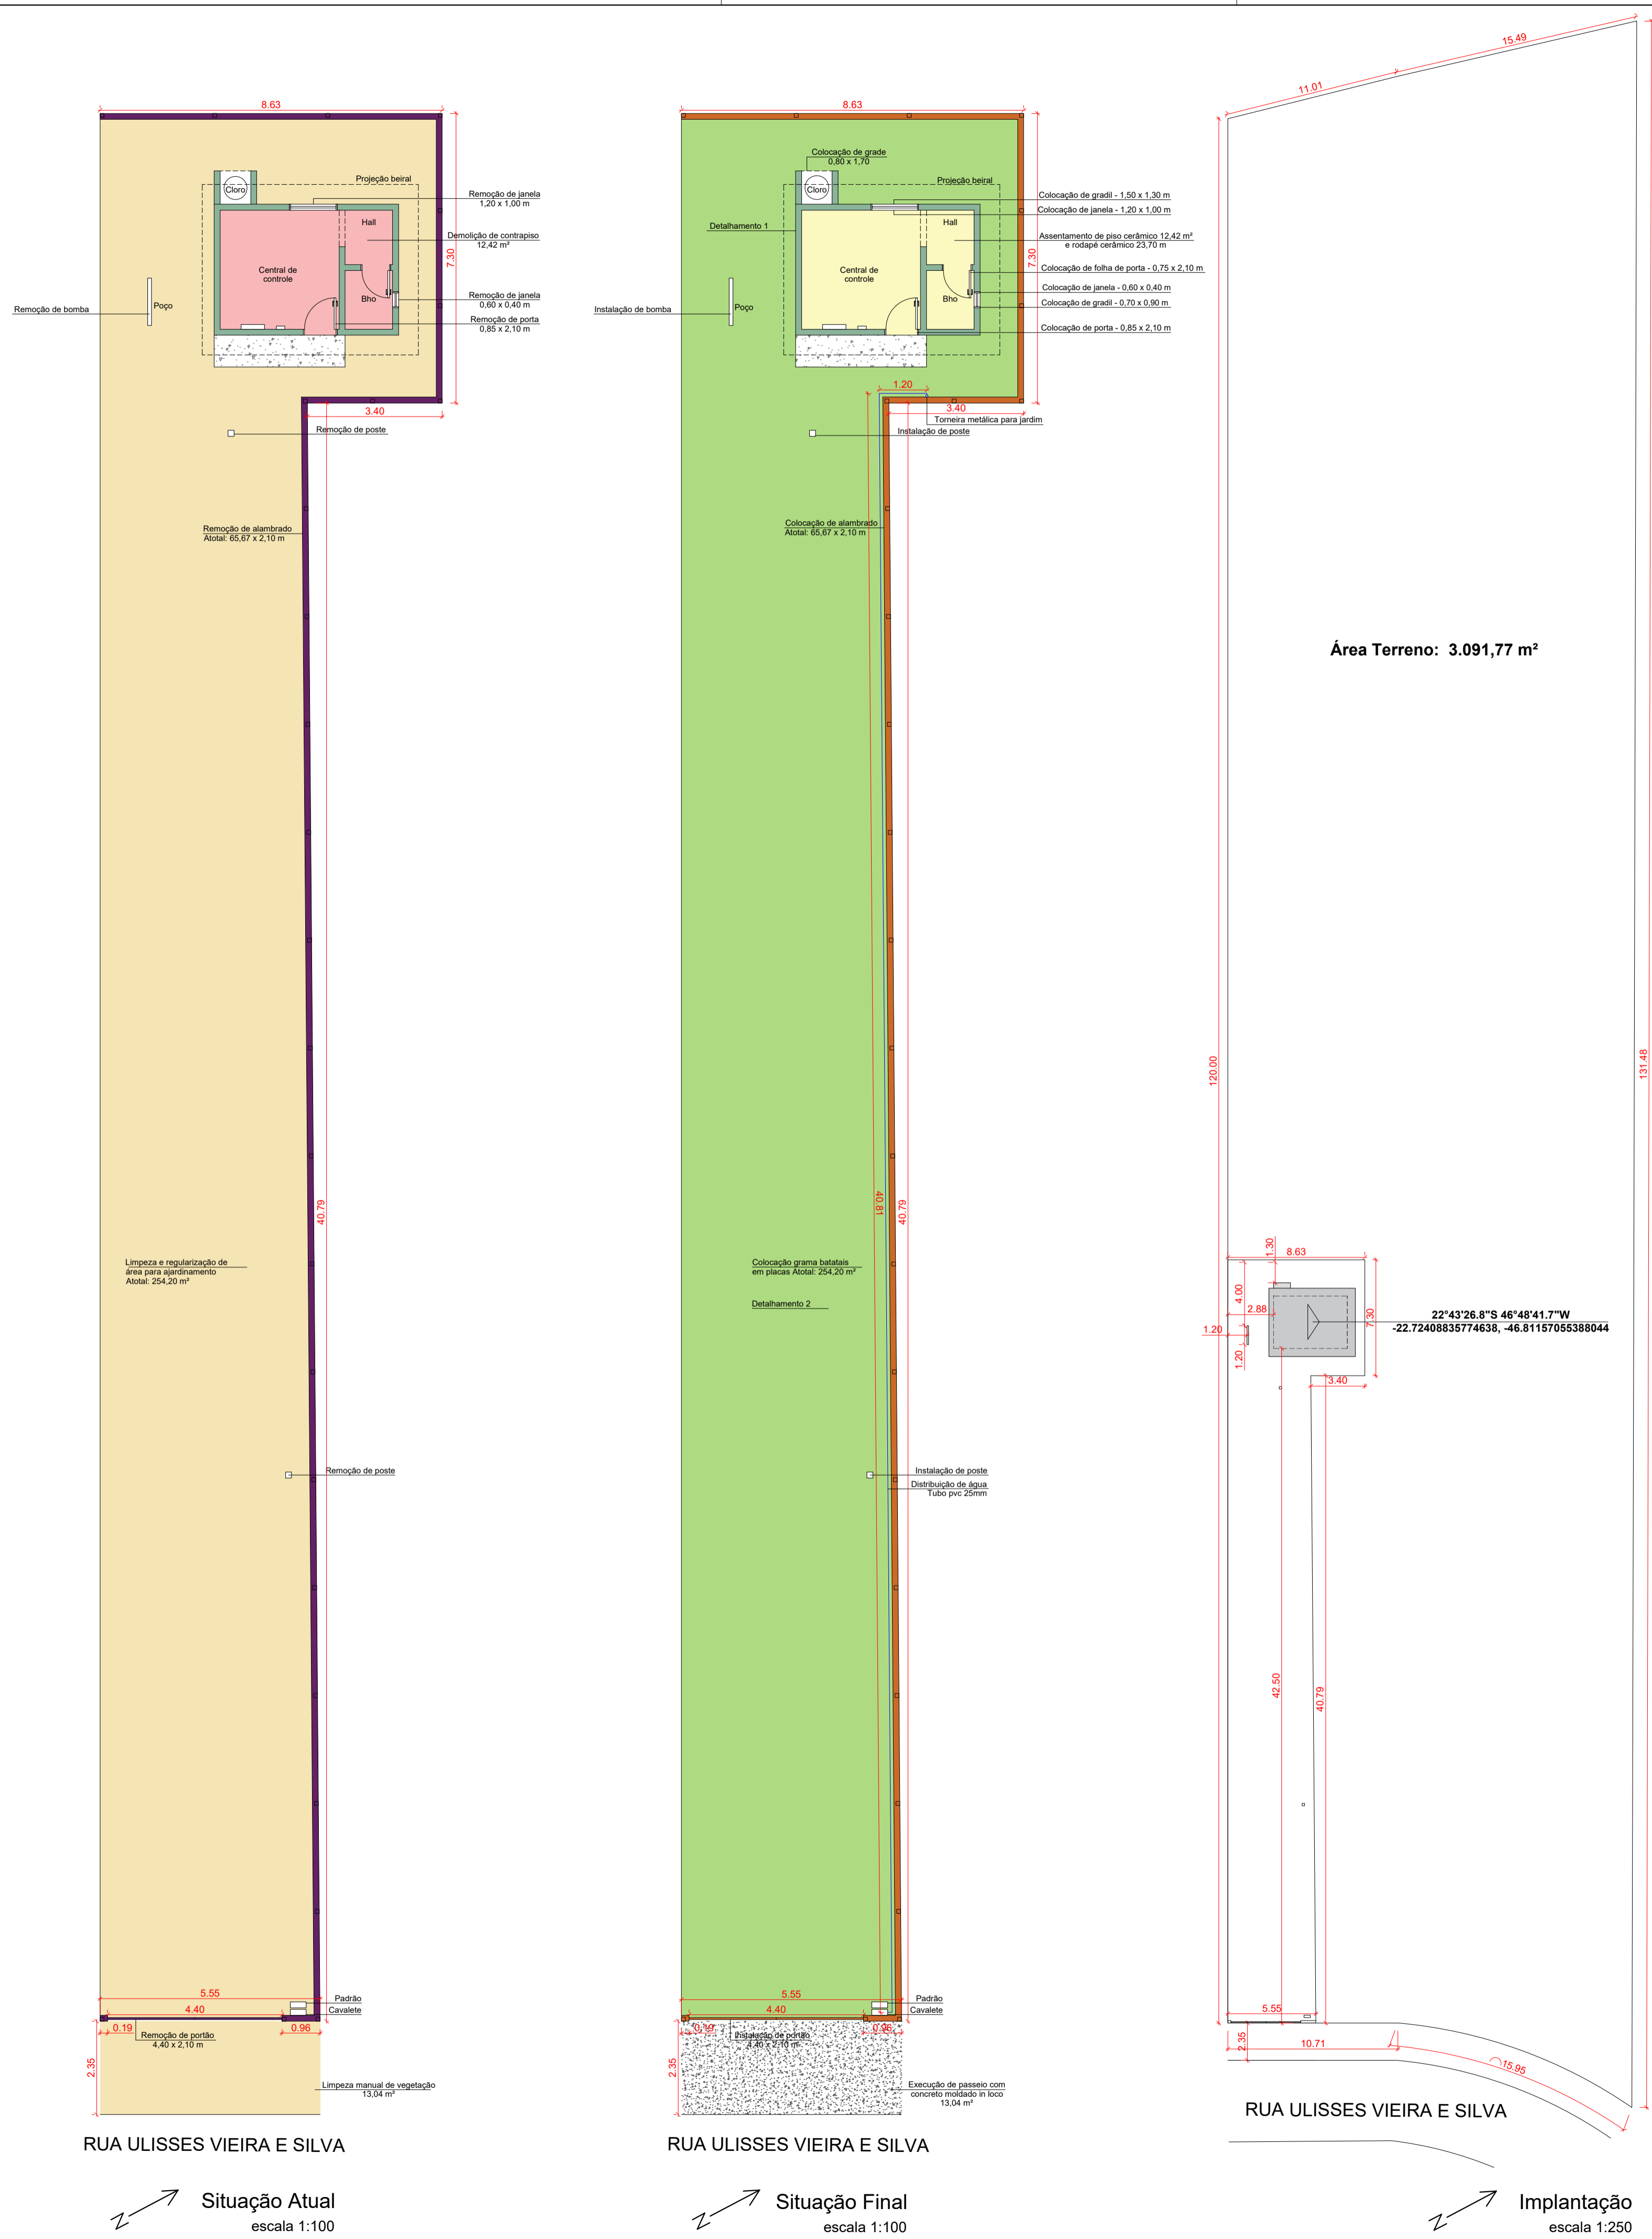 8.63
Cloro
Projeção beiral
Remoção de janela
1,20 x 1,00 m
Hall
Demolição de contrapiso
12,42 m²
7.30
Central de
controle
Bho
Remoção de janela
0,60 x 0,40 m
Poço
Remoção de bomba
Remoção de porta
0,85 x 2,10 m
3.40
Remoção de poste
Remoção de alambrado
Atotal: 65,67 x 2,10 m
40.79
Limpeza e regularização de
área para ajardinamento
Atotal: 254,20 m²
Remoção de poste
5.55
Padrão
4.40
Cavalete
0.19
0.96
Remoção de portão
4,40 x 2,10 m
2.35
Limpeza manual de vegetação
13,04 m²
RUA ULISSES VIEIRA E SILVA
N
Situação Atual
escala 1:100
8.63
Colocação de grade
0,80 x 1,70
Cloro
Projeção beiral
Colocação de gradil - 1,50 x 1,30 m
Colocação de janela - 1,20 x 1,00 m
Detalhamento 1
Hall
Assentamento de piso cerâmico 12,42 m²
e rodapé cerâmico 23,70 m
7.30
Central de
controle
Colocação de folha de porta - 0,75 x 2,10 m
Colocação de janela - 0,60 x 0,40 m
Bho
Colocação de gradil - 0,70 x 0,90 m
Poço
Instalação de bomba
Colocação de porta - 0,85 x 2,10 m
1.20
3.40
Torneira metálica para jardim
Instalação de poste
Colocação de alambrado
Atotal: 65,67 x 2,10 m
40.81
40.79
Colocação grama batatais
em placas Atotal: 254,20 m²
Detalhamento 2
Instalação de poste
Distribuição de água
Tubo pvc 25mm
5.55
Padrão
4.40
Cavalete
0.19
0.96
Instalação de portão
4,40 x 2,10 m
2.35
Execução de passeio com
concreto moldado in loco
13,04 m²
RUA ULISSES VIEIRA E SILVA
N
Situação Final
escala 1:100
15.49
11.01
Área Terreno: 3.091,77 m²
120.00
131.48
1.30
8.63
4.00
2.88
7.30
22°43'26.8"S 46°48'41.7"W
-22.72408835774638, -46.81157055388044
1.20
1.20
3.40
42.50
40.79
5.55
2.35
10.71
15.95
RUA ULISSES VIEIRA E SILVA
N
Implantação
escala 1:250